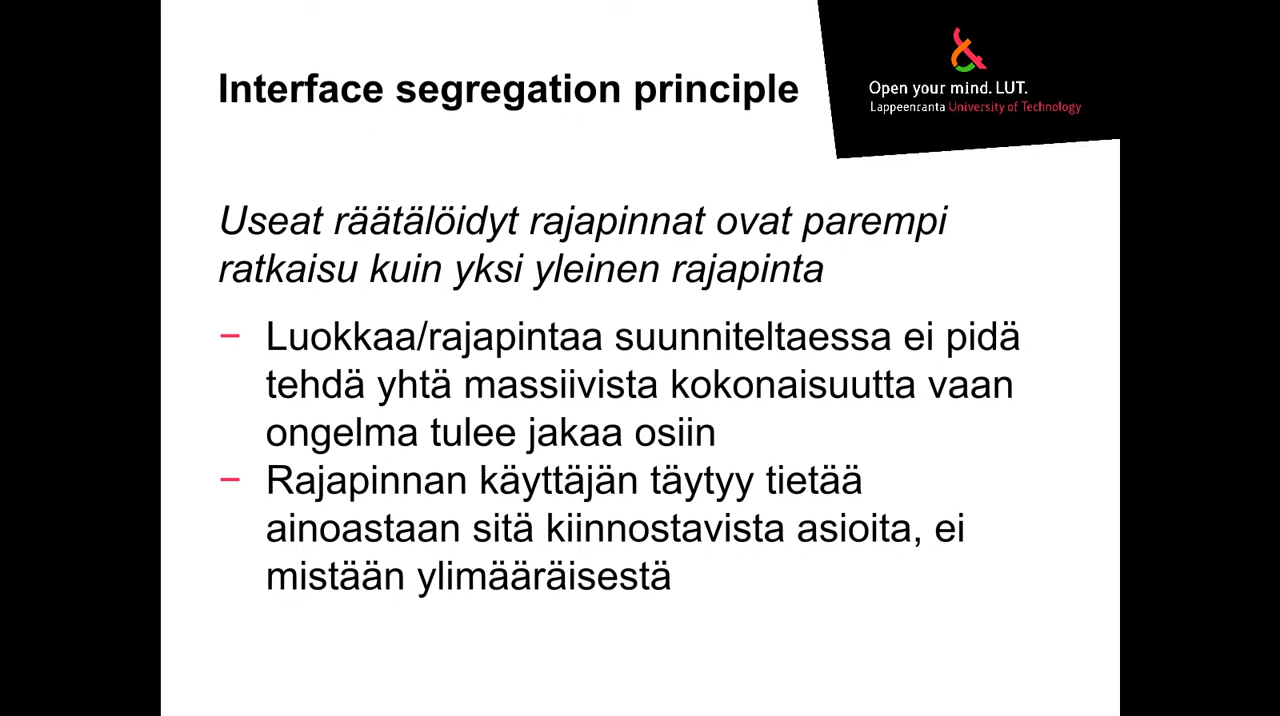 Interface segregation principle
Open your mind. LUT.
Lappeenranta University of Technology
Useat räätälöidyt rajapinnat ovat parempi
ratkaisu kuin yksi yleinen rajapinta
− Luokkaa/rajapintaa suunniteltaessa ei pidä
tehdä yhtä massiivista kokonaisuutta vaan
ongelma tulee jakaa osiin
− Rajapinnan käyttäjän täytyy tietää
ainoastaan sitä kiinnostavista asioita, ei
mistään ylimääräisestä